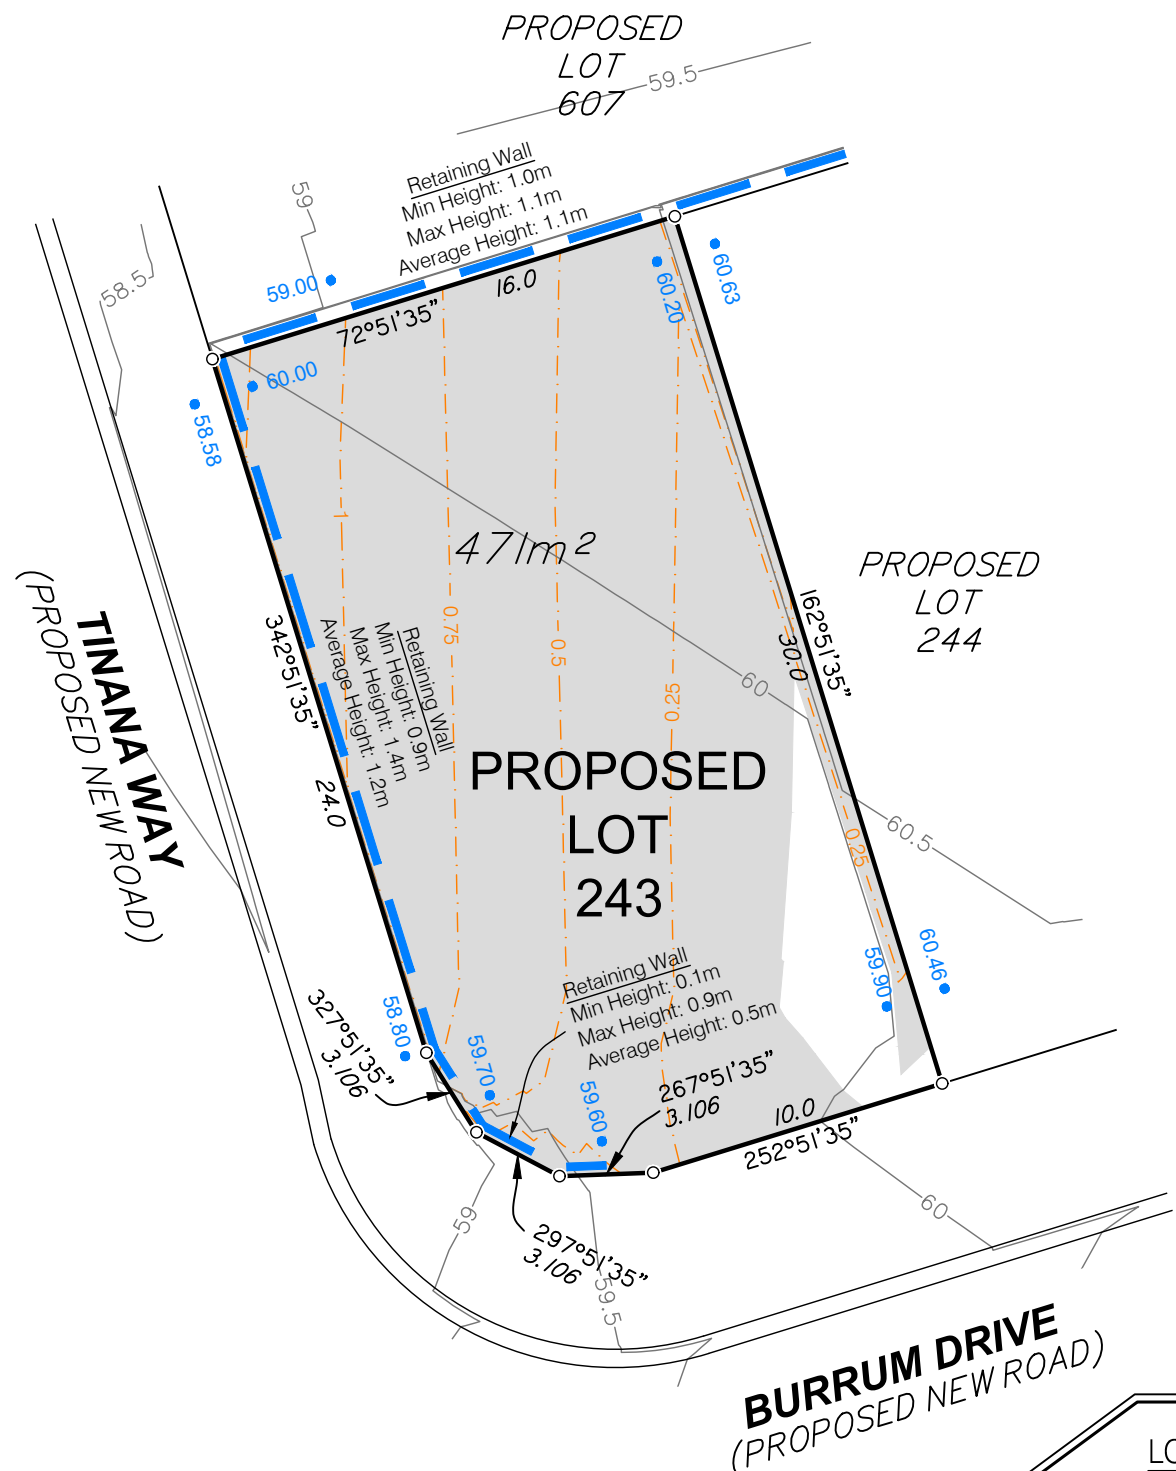 PROPOSED
LOT
607
59.5
59
58.5
Retaining Wall
Min Height: 1.0m
Max Height: 1.1m
Average Height: 1.1m
59.00
16.0
72°51'35"
60.20
60.63
60.00
58.58
471m²
1
0.75
0.5
0.25
PROPOSED
LOT
244
162°51'35"
30.0
60
TINANA WAY
(PROPOSED NEW ROAD)
342°51'35"
24.0
Retaining Wall
Min Height: 0.9m
Max Height: 1.4m
Average Height: 1.2m
PROPOSED
LOT
243
0.25
60.5
59.90
60.46
Retaining Wall
Min Height: 0.1m
Max Height: 0.9m
Average Height: 0.5m
58.80
59.70
59.60
327°51'35"
3.106
267°51'35"
3.106
10.0
252°51'35"
297°51'35"
3.106
59
59.5
60
BURRUM DRIVE
(PROPOSED NEW ROAD)
LO